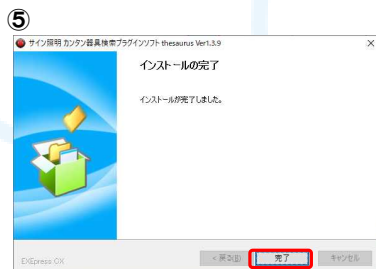 ⑤
サイン照明 カンタン器具検索プラグインソフト thesaurus Ver1.3.9
インストールの完了
インストールが完了しました。
EXEpress CX
< 戻る(B) 完了 キャンセル